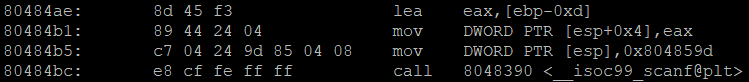 80484ae: 8d 45 f3 lea eax,[ebp-0xd]
80484b1: 89 44 24 04 mov DWORD PTR [esp+0x4],eax
80484b5: c7 04 24 9d 85 04 08 mov DWORD PTR [esp],0x804859d
80484bc: e8 cf fe ff ff call 8048390 <__isoc99_scanf@plt>